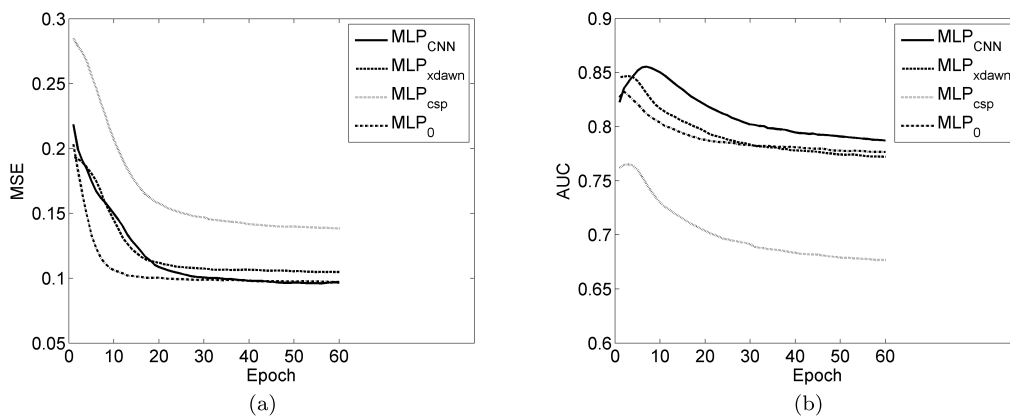 0.3
0.25
0.2
0.15
0.1
0.05
MSE
0 10 20 30 40 50 60
Epoch
MLP_CNN
MLP_xdawn
MLP_csp
MLP_0
(a)
0.9
0.85
0.8
0.75
0.7
0.65
0.6
AUC
0 10 20 30 40 50 60
Epoch
MLP_CNN
MLP_xdawn
MLP_csp
MLP_0
(b)